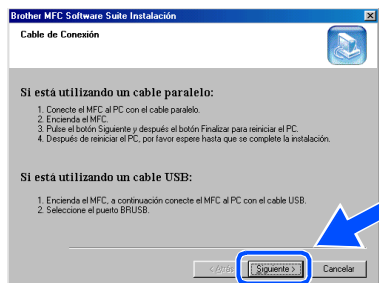 Brother MFC Software Suite Instalación
Cable de Conexión
Si está utilizando un cable paralelo:
1. Conecte el MFC al PC con el cable paralelo.
2. Encienda el MFC.
3. Pulse el botón Siguiente y después el botón Finalizar para reiniciar el PC.
4. Después de reiniciar el PC, por favor espere hasta que se complete la instalación.
Si está utilizando un cable USB:
1. Encienda el MFC, a continuación conecte el MFC al PC con el cable USB.
2. Seleccione el puerto BRUSB.
< Atrás Siguiente > Cancelar